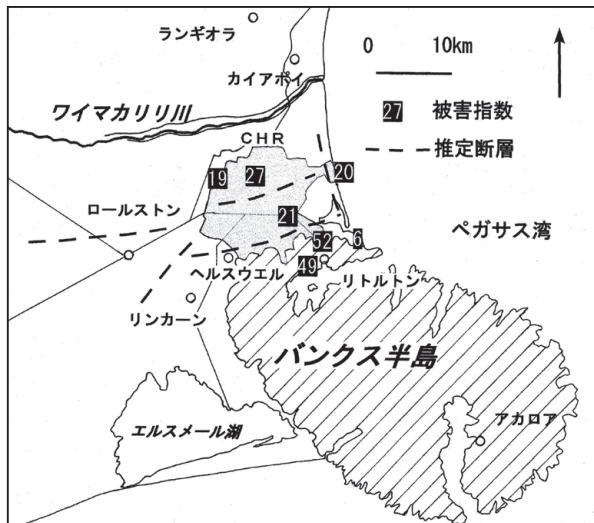 ランギオラ
カイアポイ
0 10km
ワイマカリリ川
27 被害指数
CHR
推定断層
19
27
20
ロールストン
21
ペガサス湾
52
6
ヘルスウエル
49
リトルトン
リンカーン
バンクス半島
エルスメール湖
アカロア